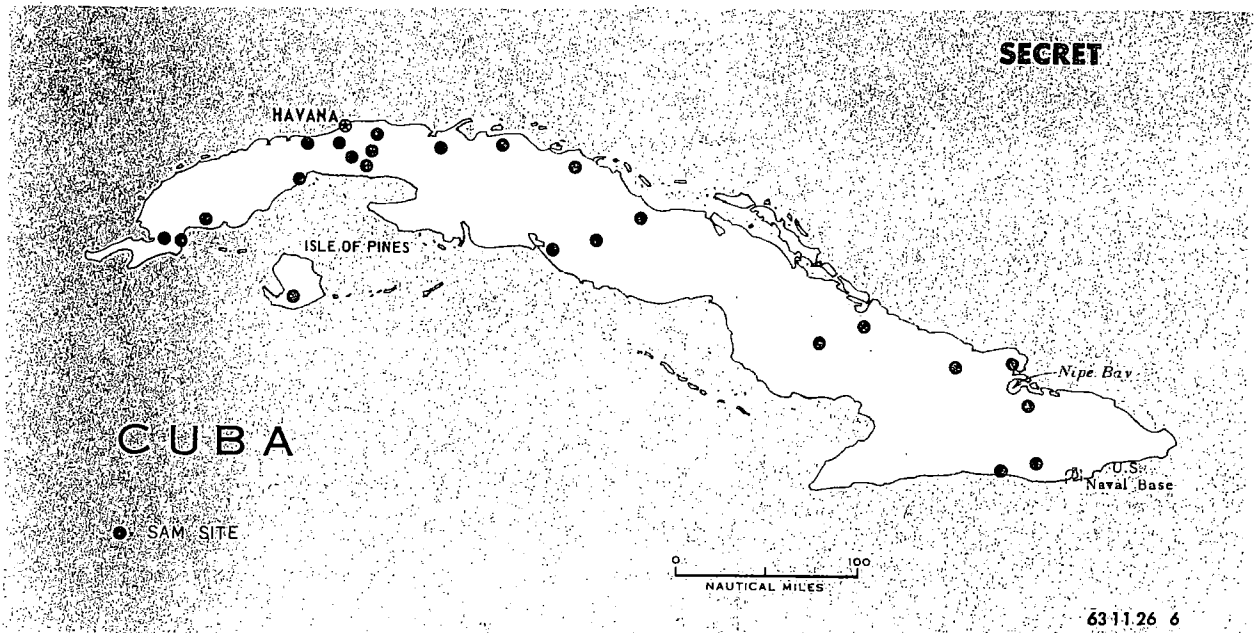 SECRET
HAVANA
ISLE OF PINES
Nipe Bay
CUBA
U.S.
Naval Base
SAM SITE
0 100
NAUTICAL MILES
63 11.26 6